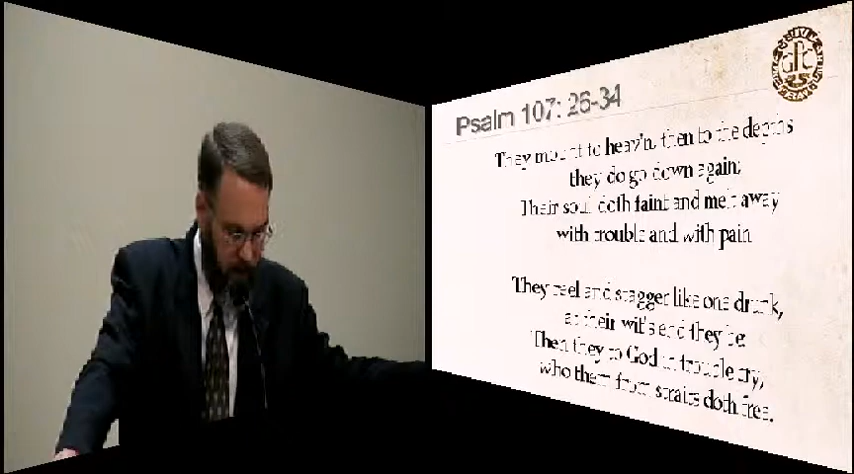 Psalm 107: 26-34
They mount to heav'n, then to the depths
they do go down again;
Their soul doth faint and melt away
with trouble and with pain
They reel and stagger like one drunk,
at their wit's end they be:
Then they to God in trouble cry,
who them from straits doth free.
GPC